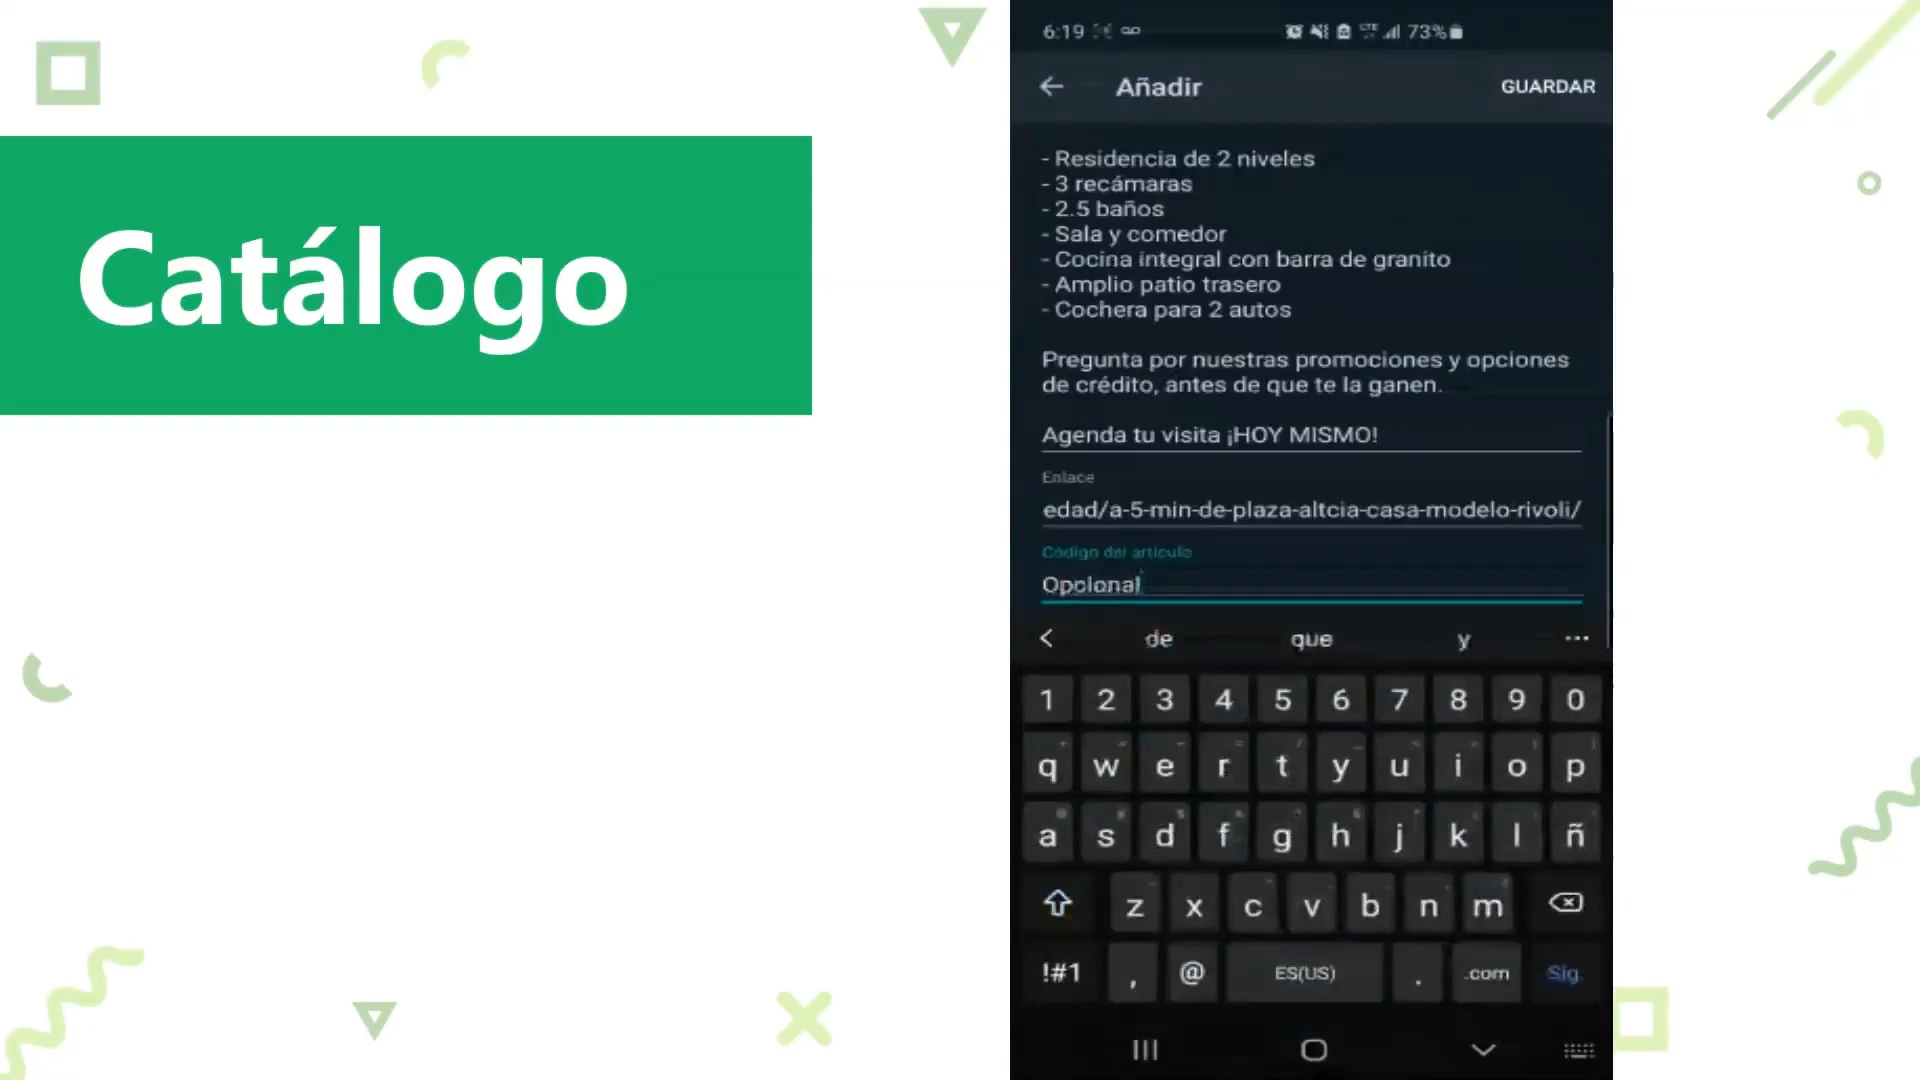 Catálogo
6:19
LTE 73%
Añadir
GUARDAR
- Residencia de 2 niveles
- 3 recámaras
- 2.5 baños
- Sala y comedor
- Cocina integral con barra de granito
- Amplio patio trasero
- Cochera para 2 autos
Pregunta por nuestras promociones y opciones
de crédito, antes de que te la ganen.
Agenda tu visita ¡HOY MISMO!
Enlace
edad/a-5-min-de-plaza-altcia-casa-modelo-rivoli/
Código del artículo
Opcional
de que y
1 2 3 4 5 6 7 8 9 0
q w e r t y u i o p
a s d f g h j k l ñ
z x c v b n m
!#1 , @ ES(US) . .com Sig.